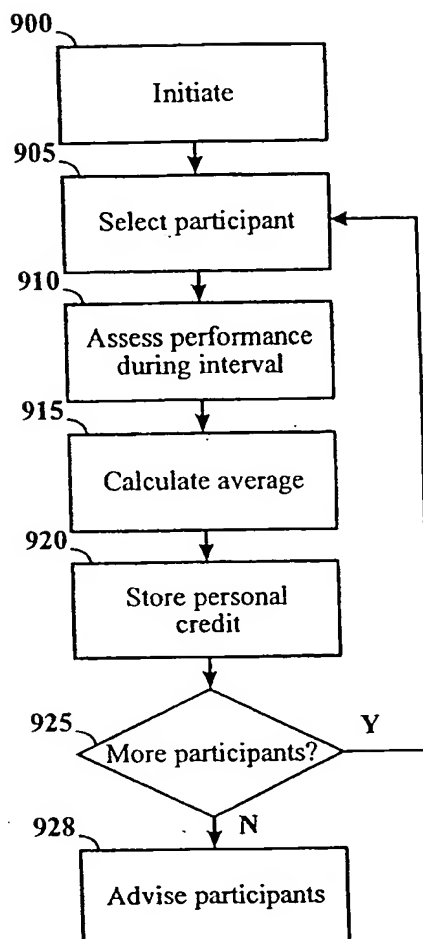 900
Initiate
905
Select participant
910
Assess performance
during interval
915
Calculate average
920
Store personal
credit
925
More participants?
Y
N
928
Advise participants